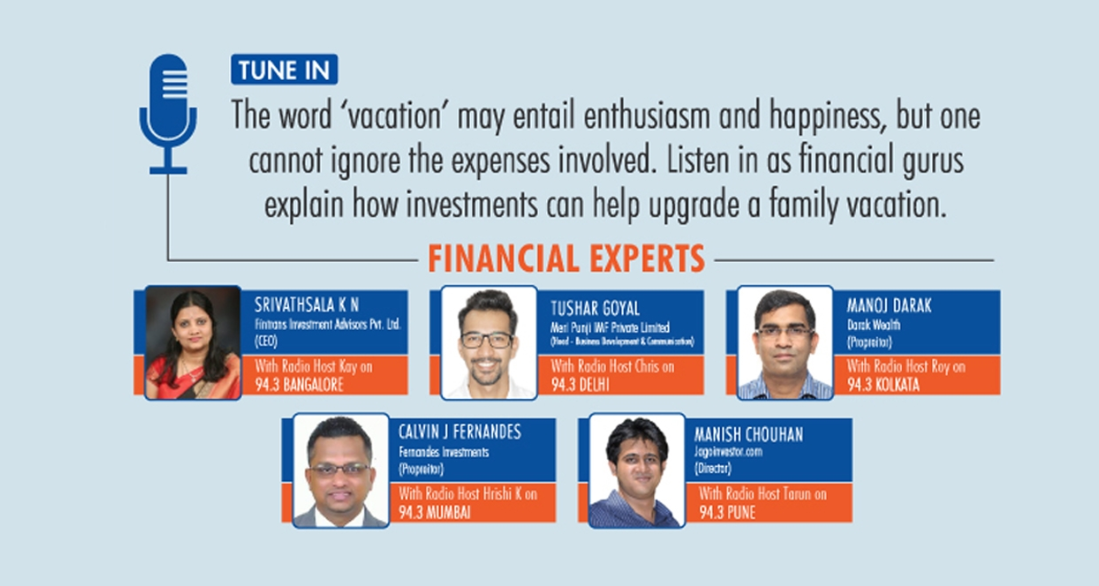 TUNE IN
The word ‘vacation’ may entail enthusiasm and happiness, but one
cannot ignore the expenses involved. Listen in as financial gurus
explain how investments can help upgrade a family vacation.
FINANCIAL EXPERTS
SRIVATHSALA K N
Fintrans Investment Advisors Pvt. Ltd.
(CEO)
With Radio Host Kay on
94.3 BANGALORE
TUSHAR GOYAL
Meri Punji IMF Private Limited
(Head - Business Development & Communication)
With Radio Host Chris on
94.3 DELHI
MANOJ DARAK
Darak Wealth
(Propreitor)
With Radio Host Roy on
94.3 KOLKATA
CALVIN J FERNANDES
Fernandes Investments
(Propreitor)
With Radio Host Hrishi K on
94.3 MUMBAI
MANISH CHOUHAN
Jagoinvestor.com
(Director)
With Radio Host Tarun on
94.3 PUNE